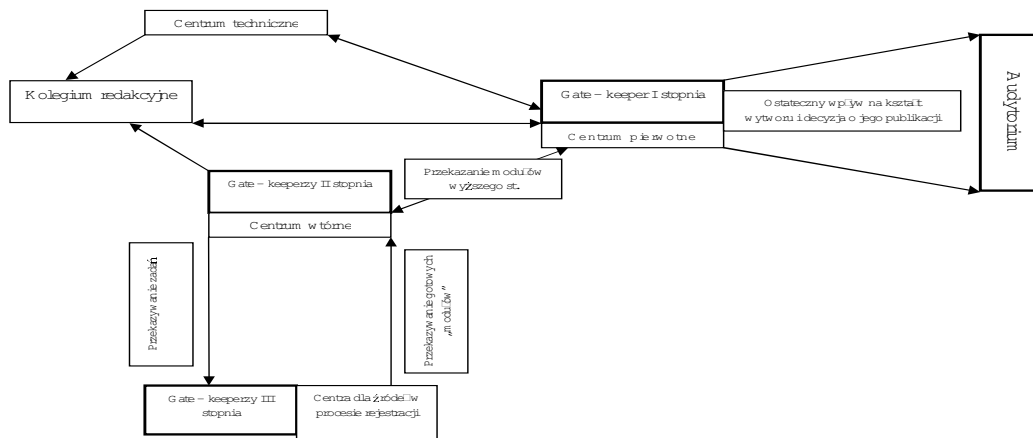 Centrum techniczne
Kolegium redakcyjne
Gate – keeper I stopnia
Centrum pierwotne
Ostateczny wpływ na kształt
wytworu i decyzja o jego publikacji
Audytorium
Gate – keeperzy II stopnia
Centrum wtórne
Przekazanie modułów
wyższego st.
Przekazywanie zadań
Przekazywanie gotowych
„modułów”
Gate – keeperzy III
stopnia
Centra dla źródeł w
procesie rejestracji